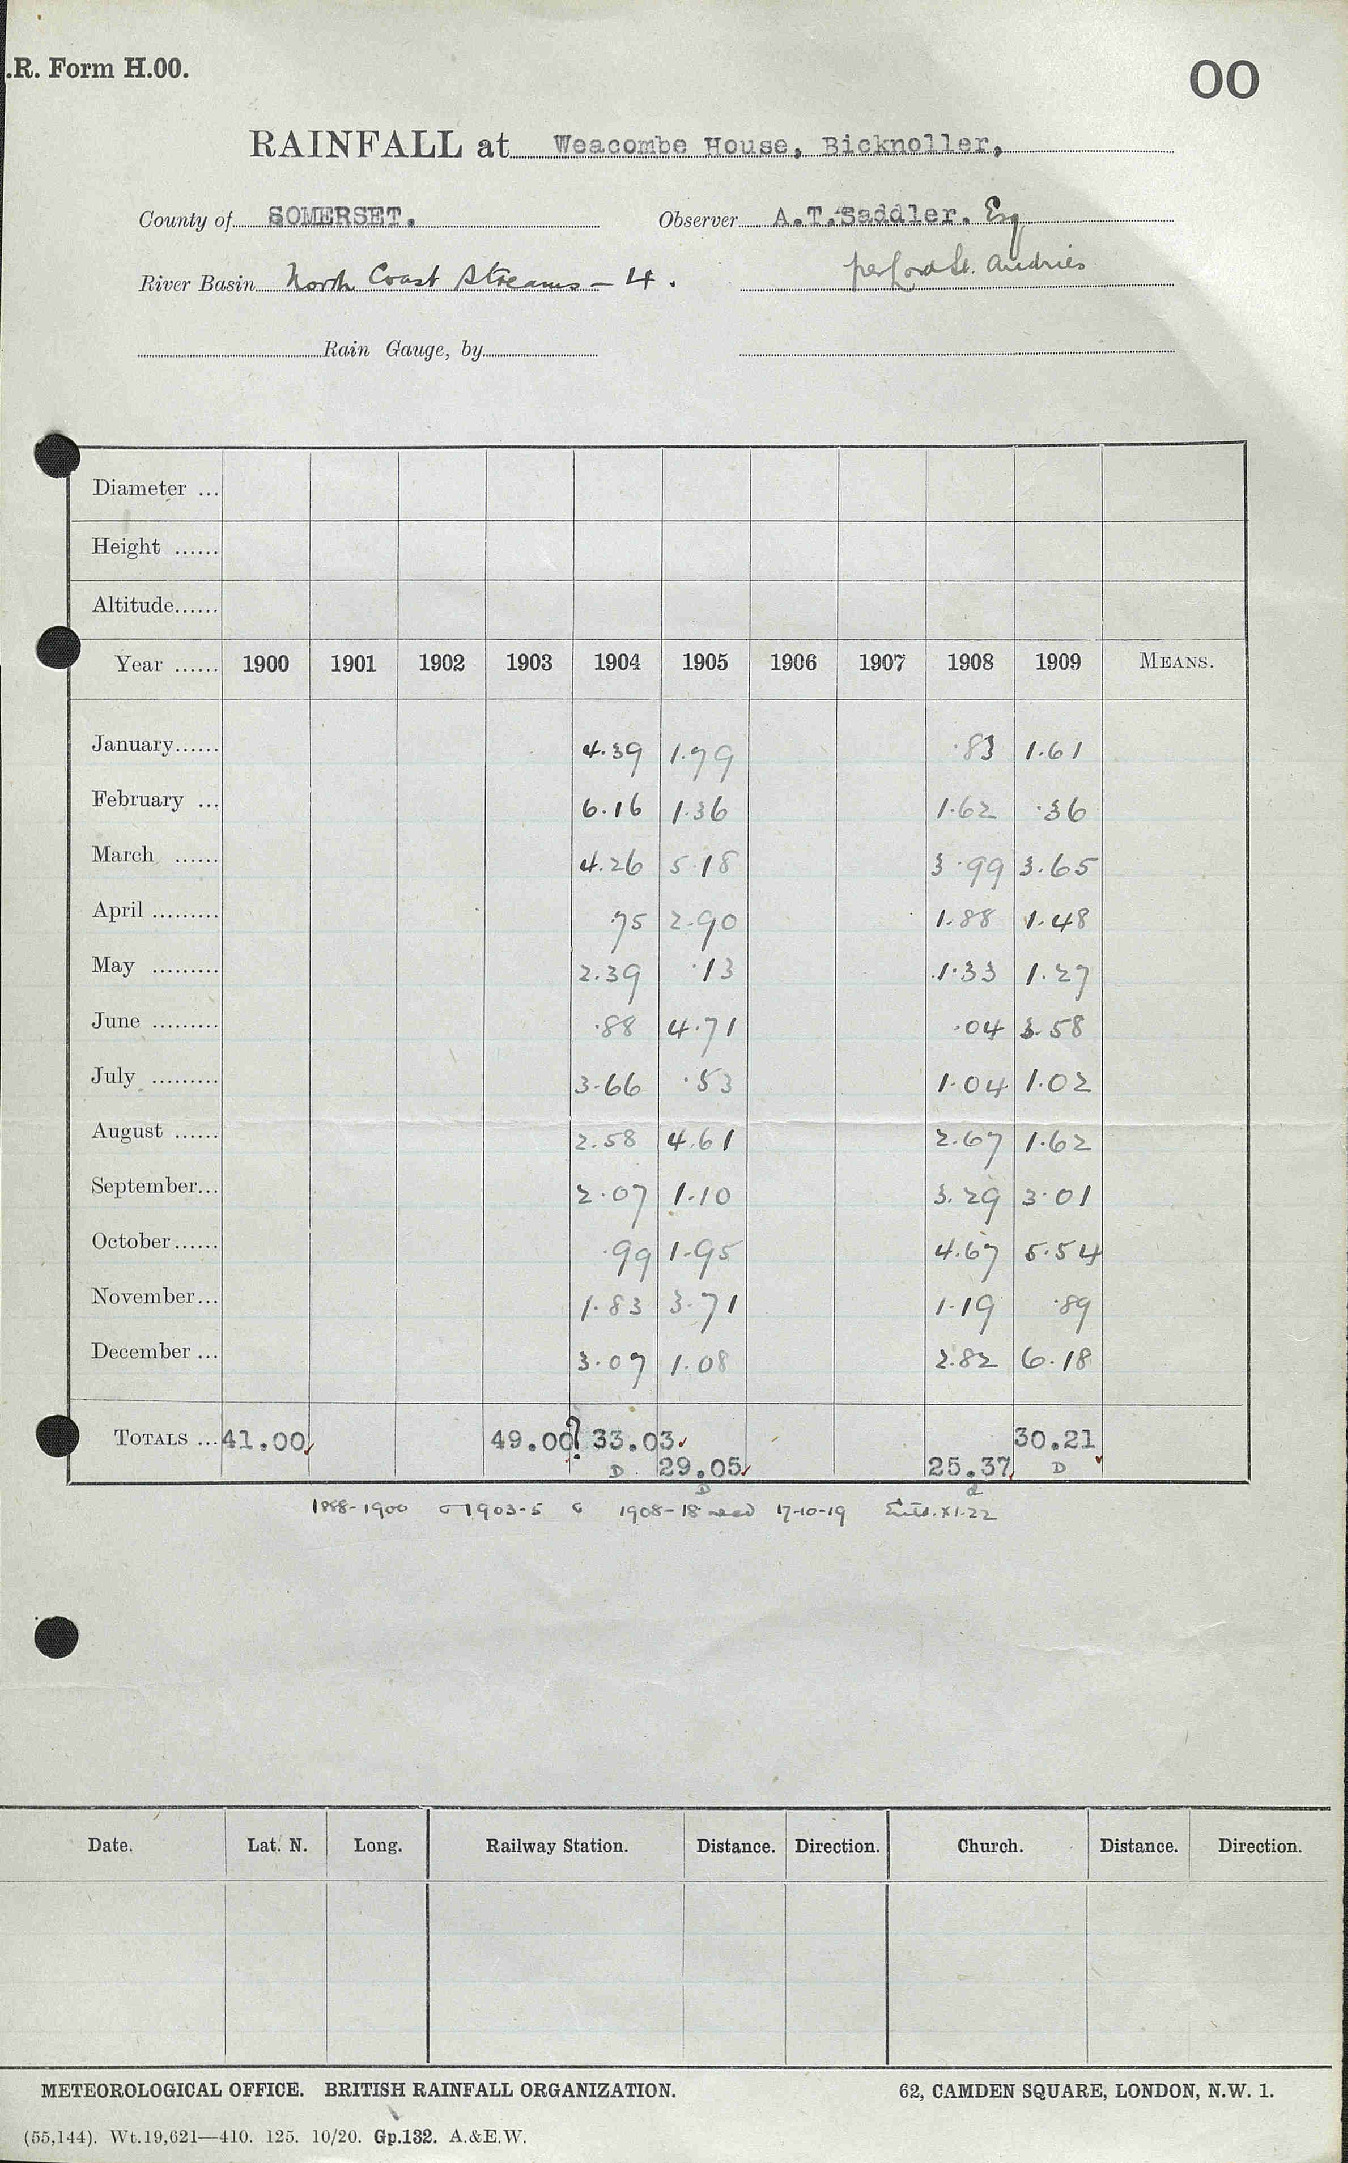 .R. Form H.00.
00
RAINFALL at Weacombe House, Bicknoller,
County of SOMERSET. Observer A.T.Saddler. Esq
River Basin North Coast Streams – 4. per Lord St. Audries
Rain Gauge, by
Diameter ...
Height ......
Altitude......
Year ...... 1900 1901 1902 1903 1904 1905 1906 1907 1908 1909 MEANS.
January...... 4.39 1.79 .83 1.61
February ... 6.16 1.36 1.62 .36
March ...... 4.26 5.18 3.99 3.65
April ......... .75 2.90 1.88 1.48
May ......... 2.39 .13 1.33 1.27
June ......... .88 4.71 .04 3.58
July ......... 3.66 .53 1.04 1.02
August ...... 2.58 4.61 2.67 1.62
September... 2.07 1.10 3.29 3.01
October...... .99 1.95 4.67 5.54
November... 1.83 3.71 1.19 .89
December ... 3.07 1.08 2.82 6.18
TOTALS ... 41.00 49.00? 33.03 30.21
D 29.05 25.37 D
D d
1888-1900 1903-5 1908-18 17-10-19 XI.22
Date. Lat. N. Long. Railway Station. Distance. Direction. Church. Distance. Direction.
METEOROLOGICAL OFFICE. BRITISH RAINFALL ORGANIZATION. 62, CAMDEN SQUARE, LONDON, N.W. 1.
(55,144). Wt.19,621—410. 125. 10/20. Gp.132. A.&E.W.